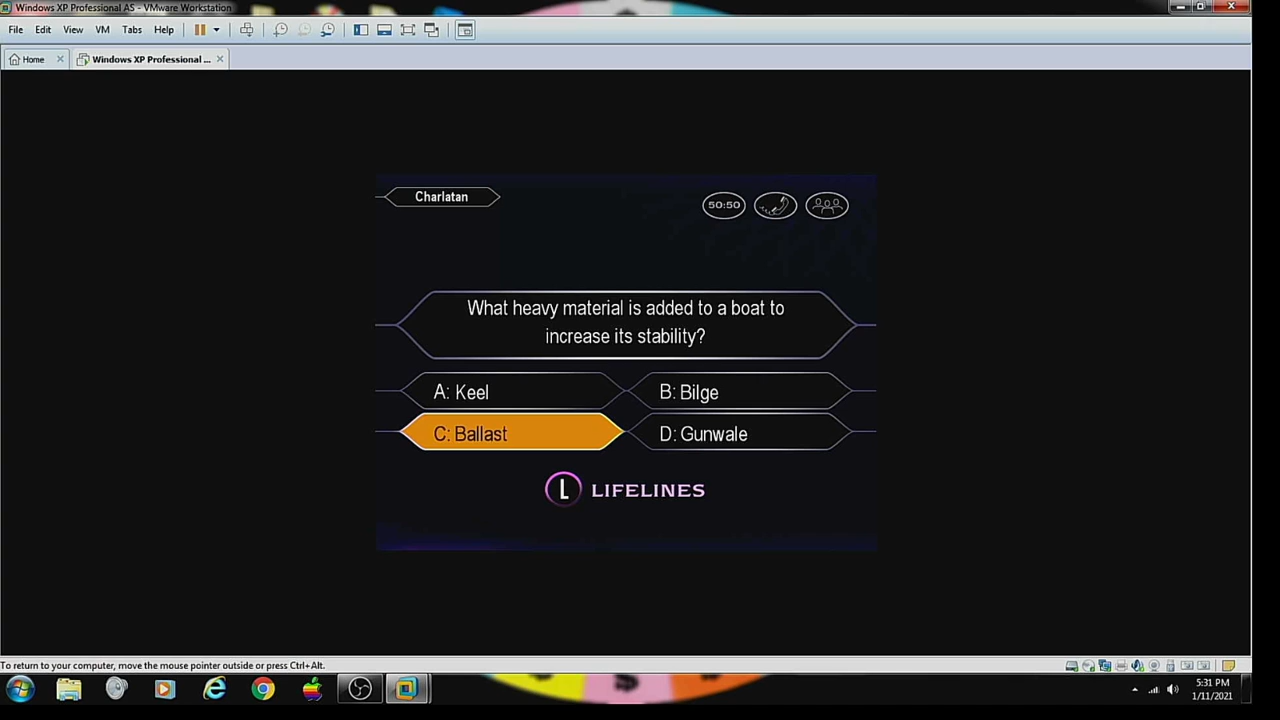 Windows XP Professional AS - VMware Workstation
File Edit View VM Tabs Help
Home Windows XP Professional ...
Charlatan
50:50
What heavy material is added to a boat to
increase its stability?
A: Keel B: Bilge
C: Ballast D: Gunwale
L LIFELINES
To return to your computer, move the mouse pointer outside or press Ctrl+Alt.
5:31 PM
1/11/2021